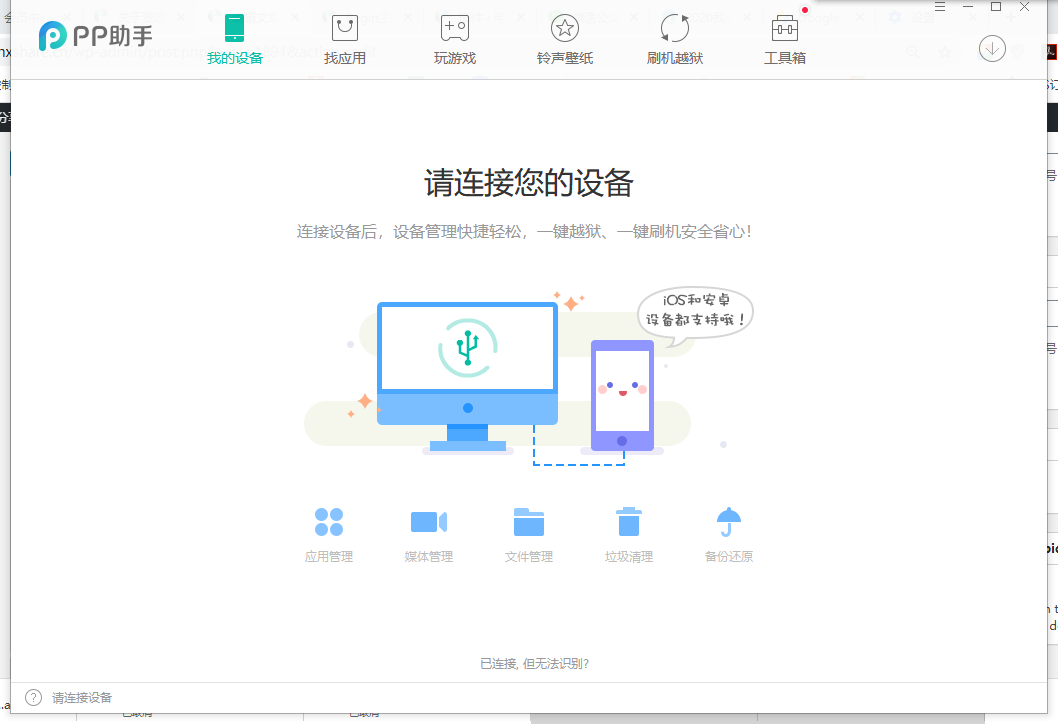 PP助手
我的设备
找应用
玩游戏
铃声壁纸
刷机越狱
工具箱
请连接您的设备
连接设备后，设备管理快捷轻松，一键越狱、一键刷机安全省心！
iOS和安卓
设备都支持哦！
应用管理
媒体管理
文件管理
垃圾清理
备份还原
已连接, 但无法识别?
? 请连接设备